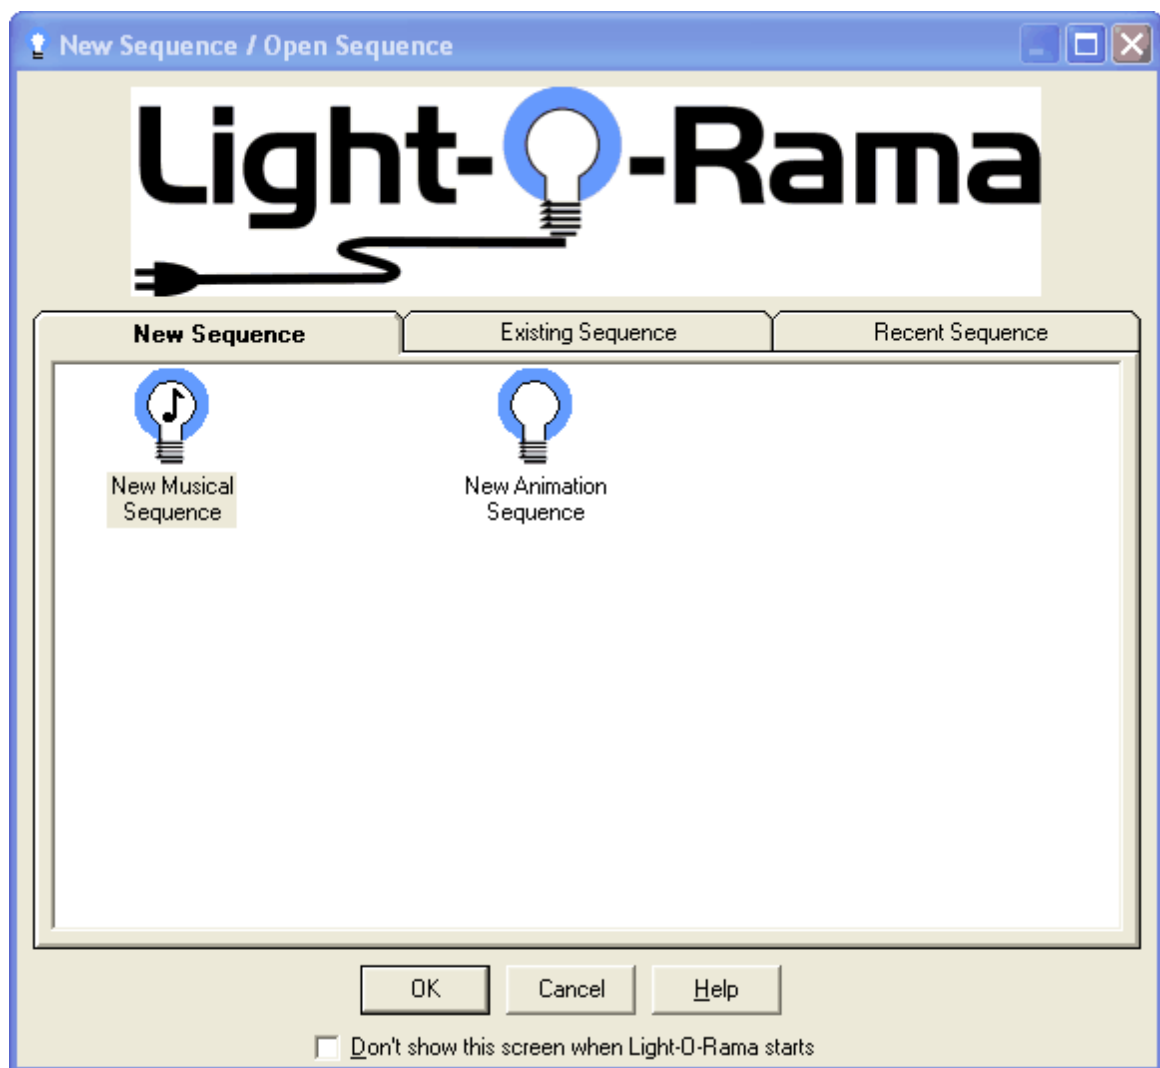 New Sequence / Open Sequence
Light-O-Rama
New Sequence Existing Sequence Recent Sequence
New Musical New Animation
Sequence Sequence
OK Cancel Help
Don't show this screen when Light-O-Rama starts